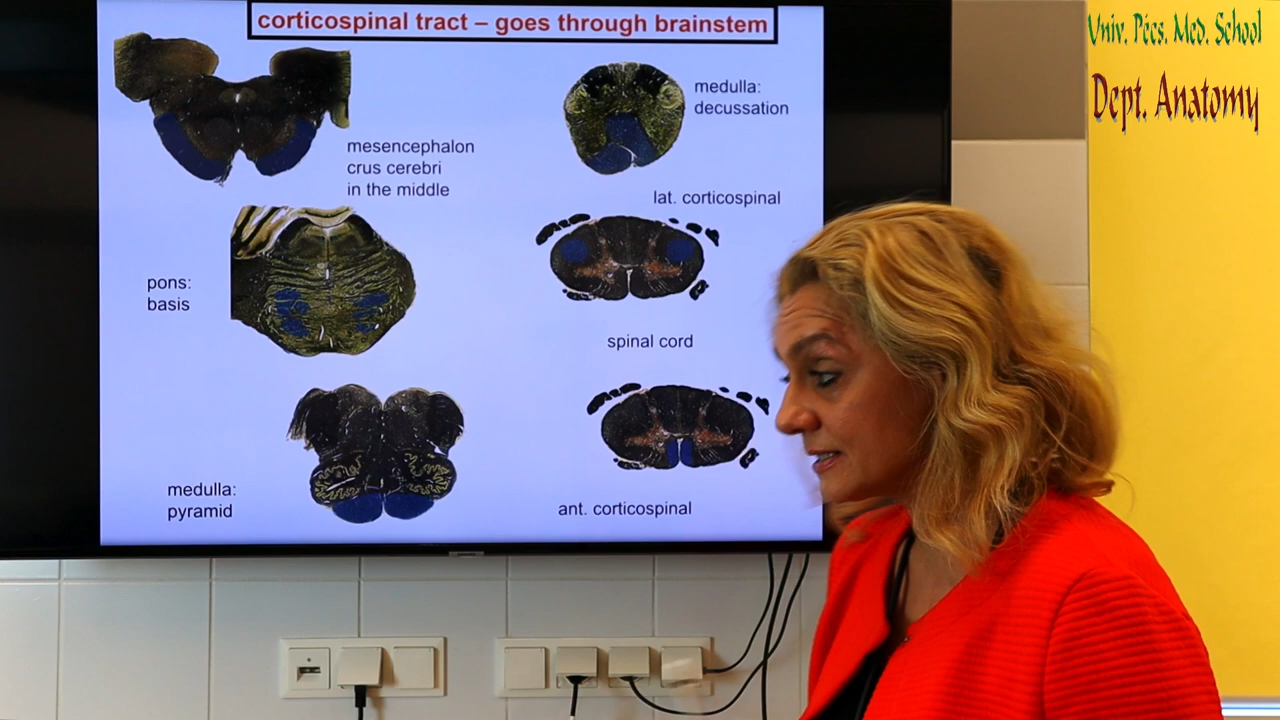 corticospinal tract – goes through brainstem
mesencephalon
crus cerebri
in the middle
pons:
basis
medulla:
pyramid
medulla:
decussation
lat. corticospinal
spinal cord
ant. corticospinal
Univ. Pécs. Med. School
Dept. Anatomy